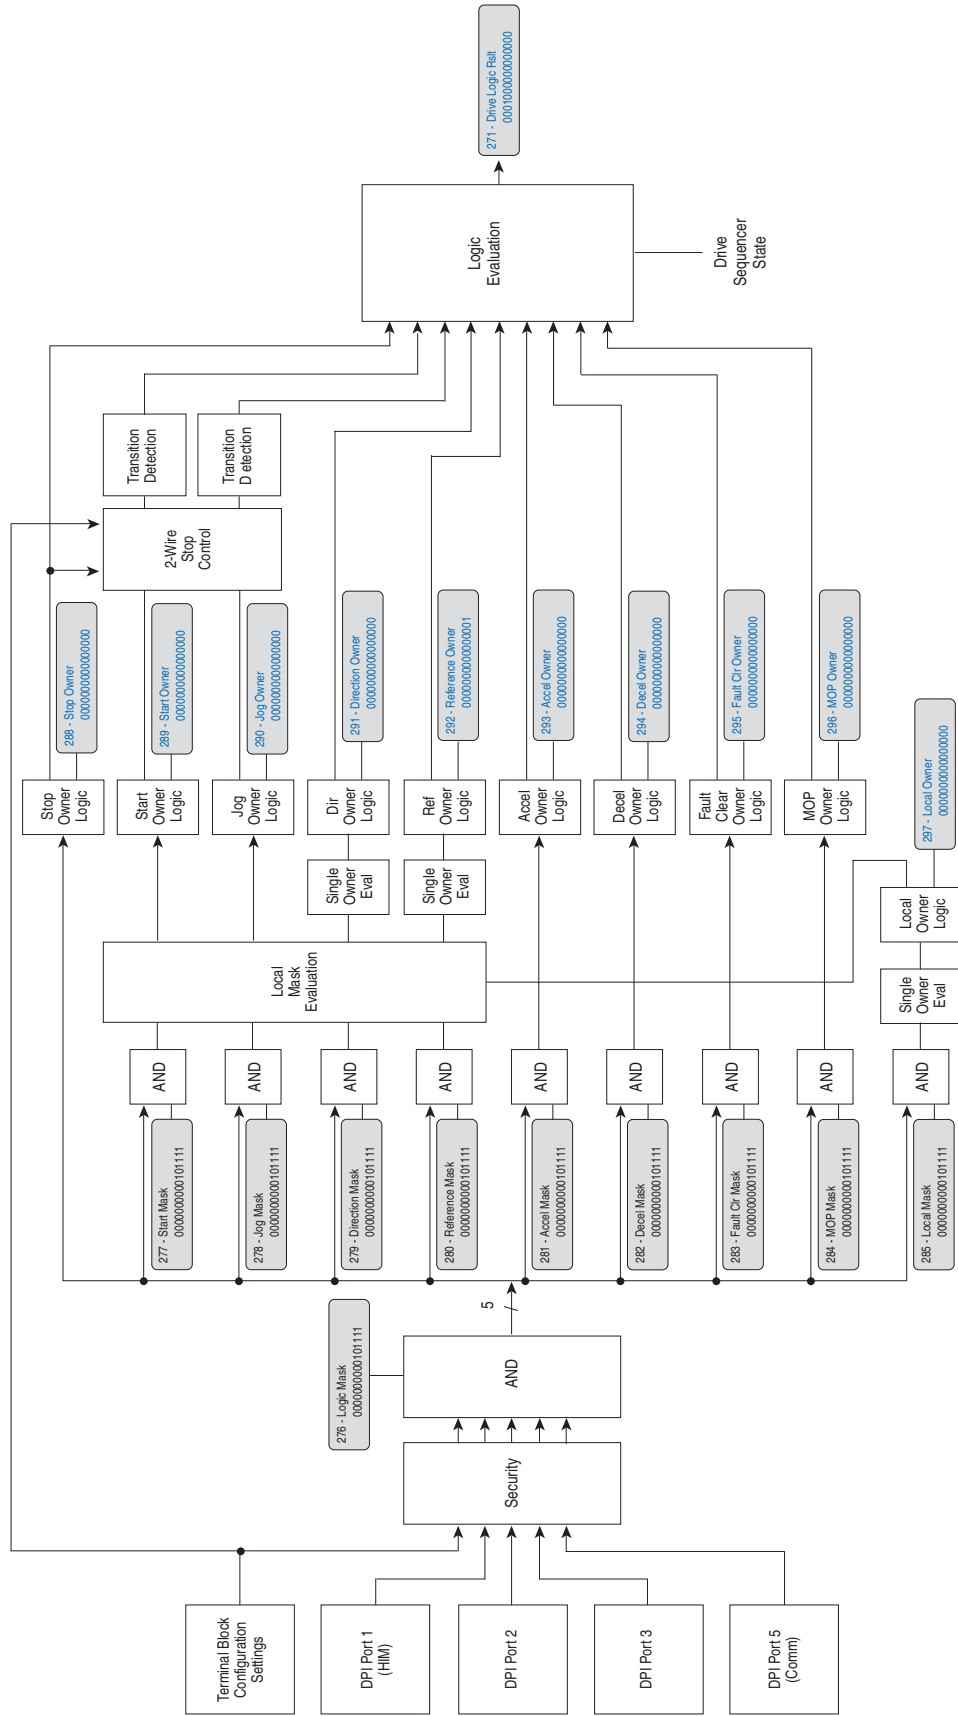 Terminal Block
Configuration
Settings
DPI Port 1
(HIM)
DPI Port 2
DPI Port 3
DPI Port 5
(Comm)
Security
AND
276 - Logic Mask
0000000000101111
5
277 - Start Mask
0000000000101111
278 - Jog Mask
0000000000101111
279 - Direction Mask
0000000000101111
280 - Reference Mask
0000000000101111
281 - Accel Mask
0000000000101111
282 - Decel Mask
0000000000101111
283 - Fault Clr Mask
0000000000101111
284 - MOP Mask
0000000000101111
285 - Local Mask
0000000000101111
AND
AND
AND
AND
AND
AND
AND
AND
AND
Local
Mask
Evaluation
Single
Owner
Eval
Single
Owner
Eval
Single
Owner
Eval
Stop
Owner
Logic
Start
Owner
Logic
Jog
Owner
Logic
Dir
Owner
Logic
Ref
Owner
Logic
Accel
Owner
Logic
Decel
Owner
Logic
Fault
Clear
Owner
Logic
MOP
Owner
Logic
Local
Owner
Logic
288 - Stop Owner
0000000000000000
289 - Start Owner
0000000000000000
290 - Jog Owner
0000000000000000
291 - Direction Owner
0000000000000000
292 - Reference Owner
0000000000000001
293 - Accel Owner
0000000000000000
294 - Decel Owner
0000000000000000
295 - Fault Clr Owner
0000000000000000
296 - MOP Owner
0000000000000000
297 - Local Owner
0000000000000000
2-Wire
Stop
Control
Transition
Detection
Transition
D etection
Logic
Evaluation
Drive
Sequencer
State
271 - Drive Logic Rslt
0001000000000000